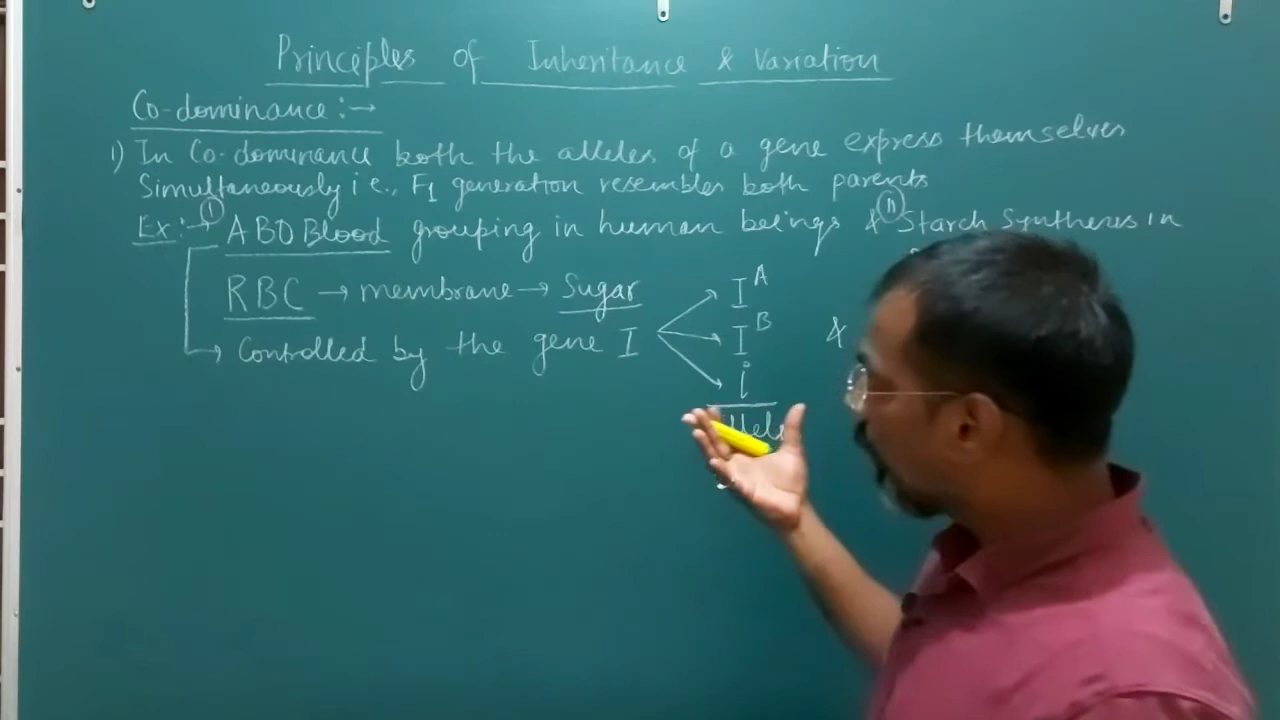 Principles of Inheritance & Variation
Co-dominance:→
1) In Co-dominance both the alleles of a gene express themselves
Simultaneously i.e., F1 generation resembles both parents
Ex:→ (I) ABO Blood grouping in human beings & (II) Starch Synthesis in
RBC → membrane → Sugar
Controlled by the gene I
I^A
I^B &
i